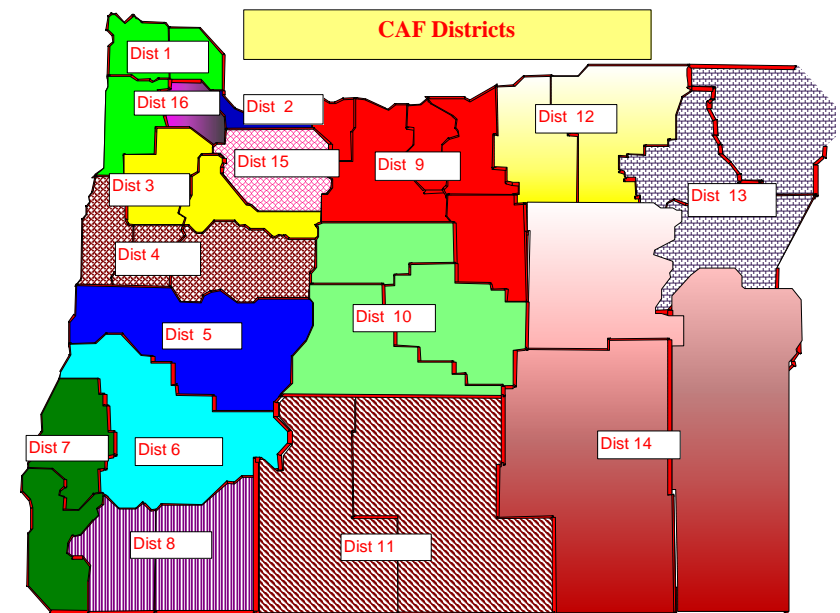 CAF Districts
Dist 1
Dist 16
Dist 2
Dist 12
Dist 15
Dist 9
Dist 3
Dist 13
Dist 4
Dist 10
Dist 5
Dist 7
Dist 6
Dist 14
Dist 8
Dist 11